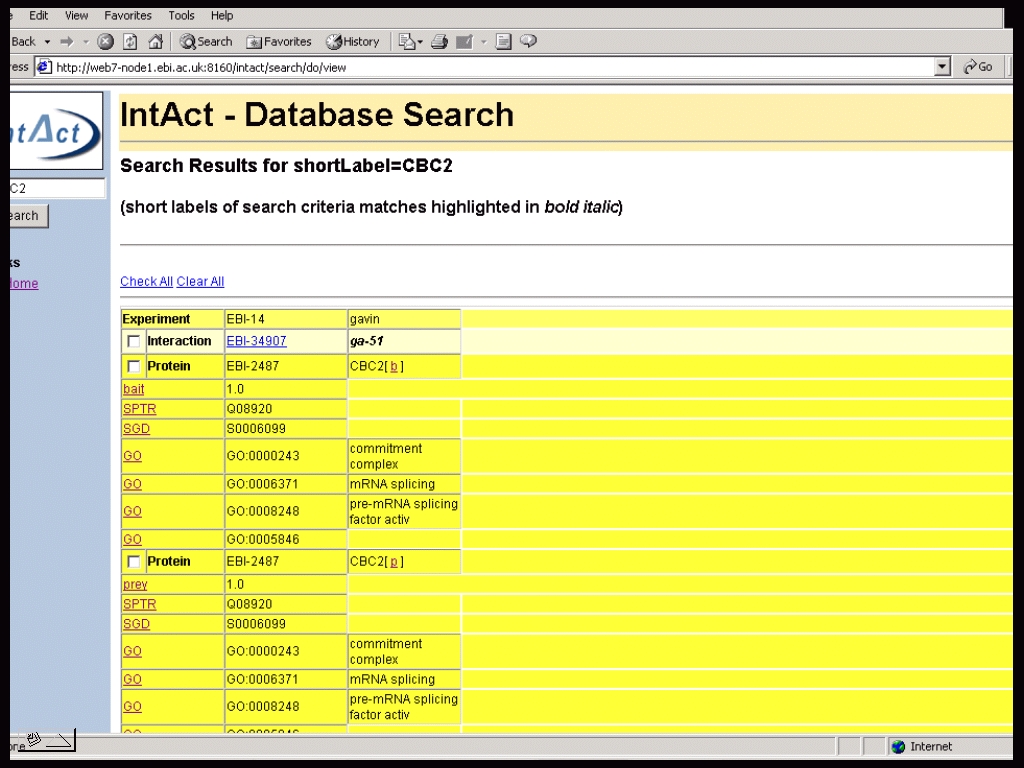 Edit View Favorites Tools Help
Back Search Favorites History
ess http://web7-node1.ebi.ac.uk:8160/intact/search/do/view Go
ntAct
IntAct - Database Search
Search Results for shortLabel=CBC2
C2
(short labels of search criteria matches highlighted in bold italic)
earch
ks
Home
Check All Clear All
Experiment EBI-14 gavin
Interaction EBI-34907 ga-51
Protein EBI-2487 CBC2[ b ]
bait 1.0
SPTR Q08920
SGD S0006099
GO GO:0000243 commitment
complex
GO GO:0006371 mRNA splicing
GO GO:0008248 pre-mRNA splicing
factor activ
GO GO:0005846
Protein EBI-2487 CBC2[ p ]
prey 1.0
SPTR Q08920
SGD S0006099
GO GO:0000243 commitment
complex
GO GO:0006371 mRNA splicing
GO GO:0008248 pre-mRNA splicing
factor activ
GO GO:0005846
one Internet